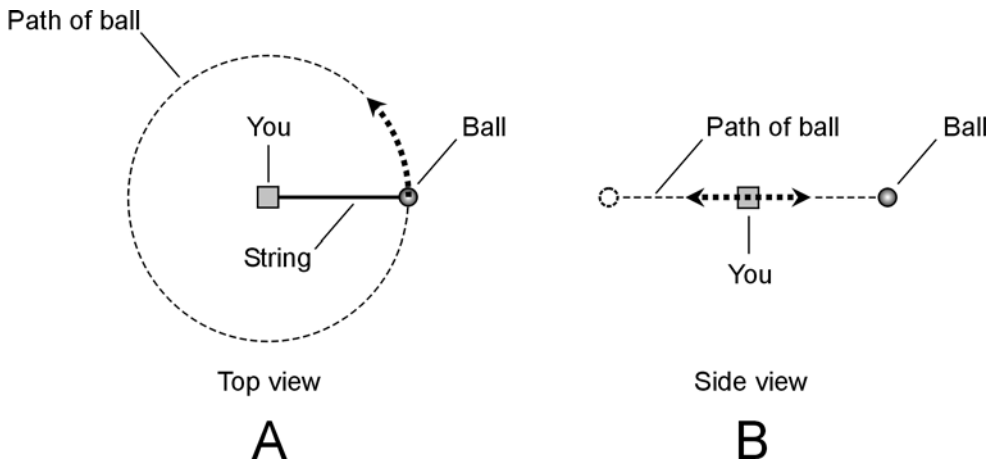 Path of ball
You
Ball
String
Top view
A
Path of ball
Ball
You
Side view
B